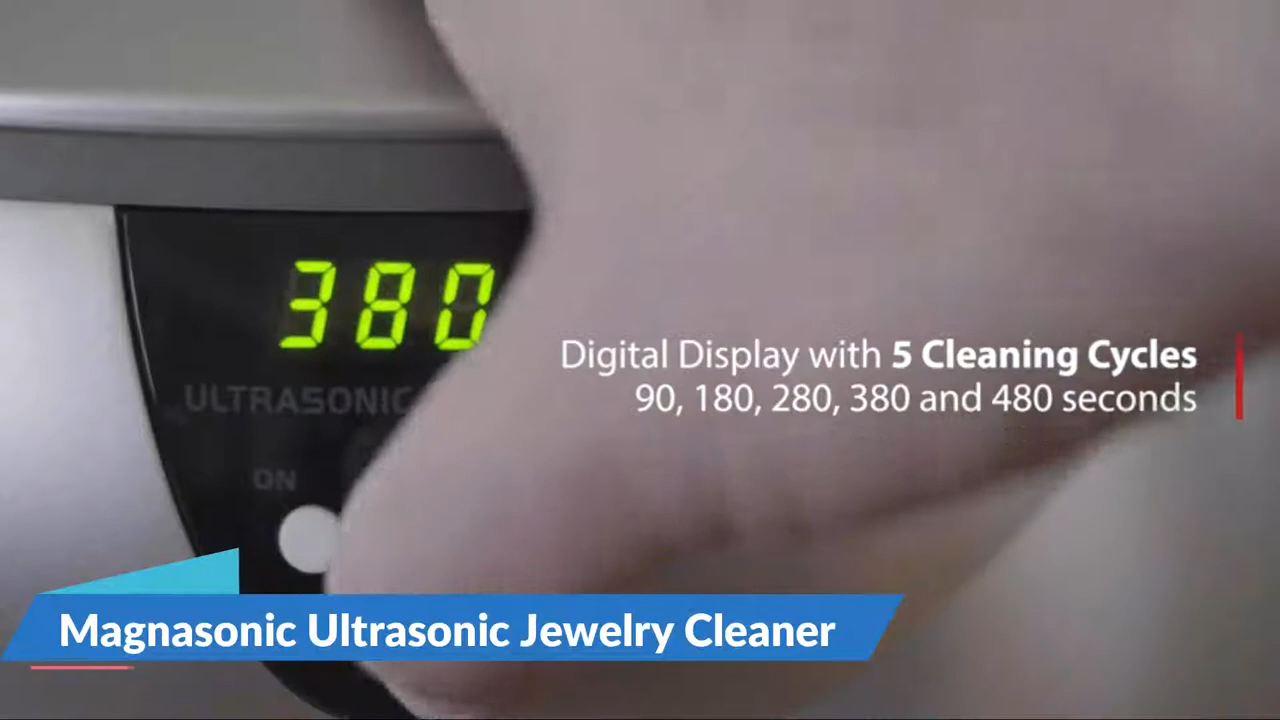 380
ULTRASONIC
ON
Digital Display with 5 Cleaning Cycles
90, 180, 280, 380 and 480 seconds
Magnasonic Ultrasonic Jewelry Cleaner